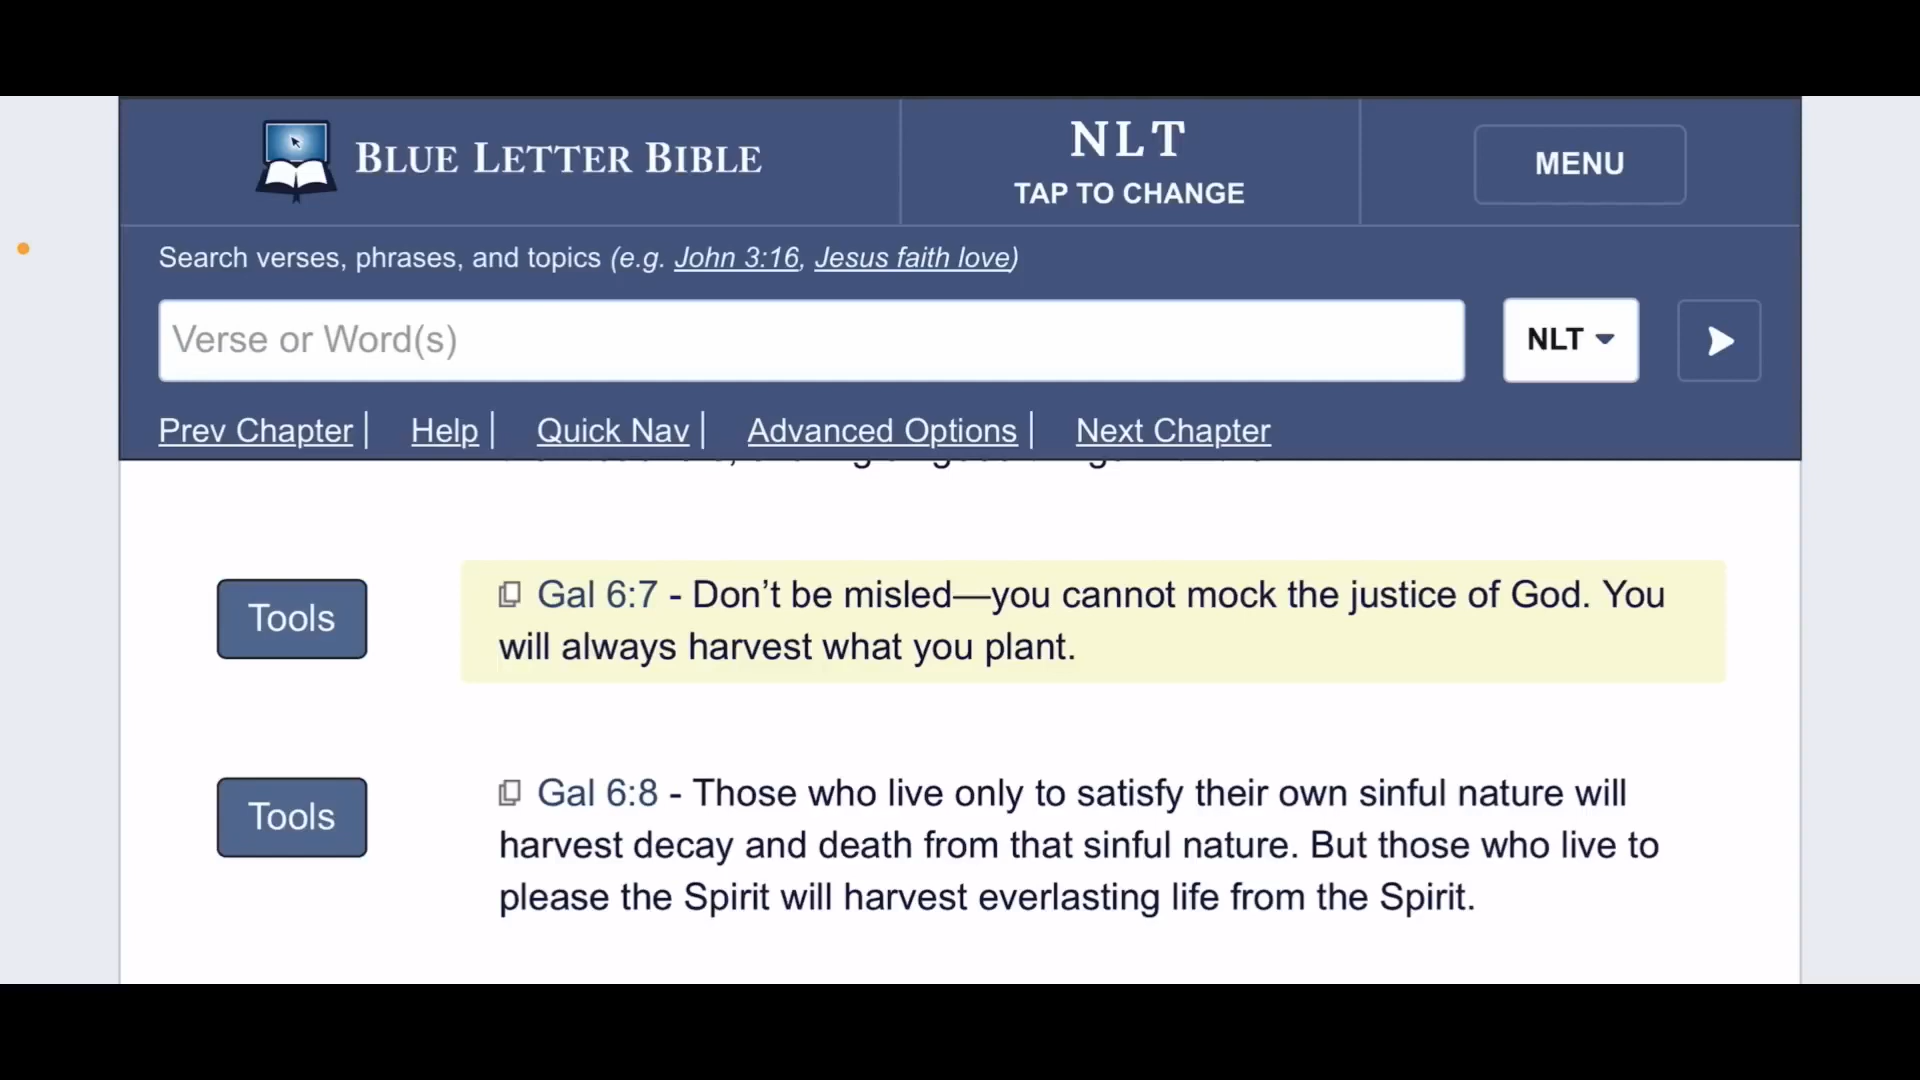 BLUE LETTER BIBLE
NLT
TAP TO CHANGE
MENU
Search verses, phrases, and topics (e.g. John 3:16, Jesus faith love)
Verse or Word(s)
NLT
Prev Chapter | Help | Quick Nav | Advanced Options | Next Chapter
Tools
Gal 6:7 - Don’t be misled—you cannot mock the justice of God. You
will always harvest what you plant.
Tools
Gal 6:8 - Those who live only to satisfy their own sinful nature will
harvest decay and death from that sinful nature. But those who live to
please the Spirit will harvest everlasting life from the Spirit.